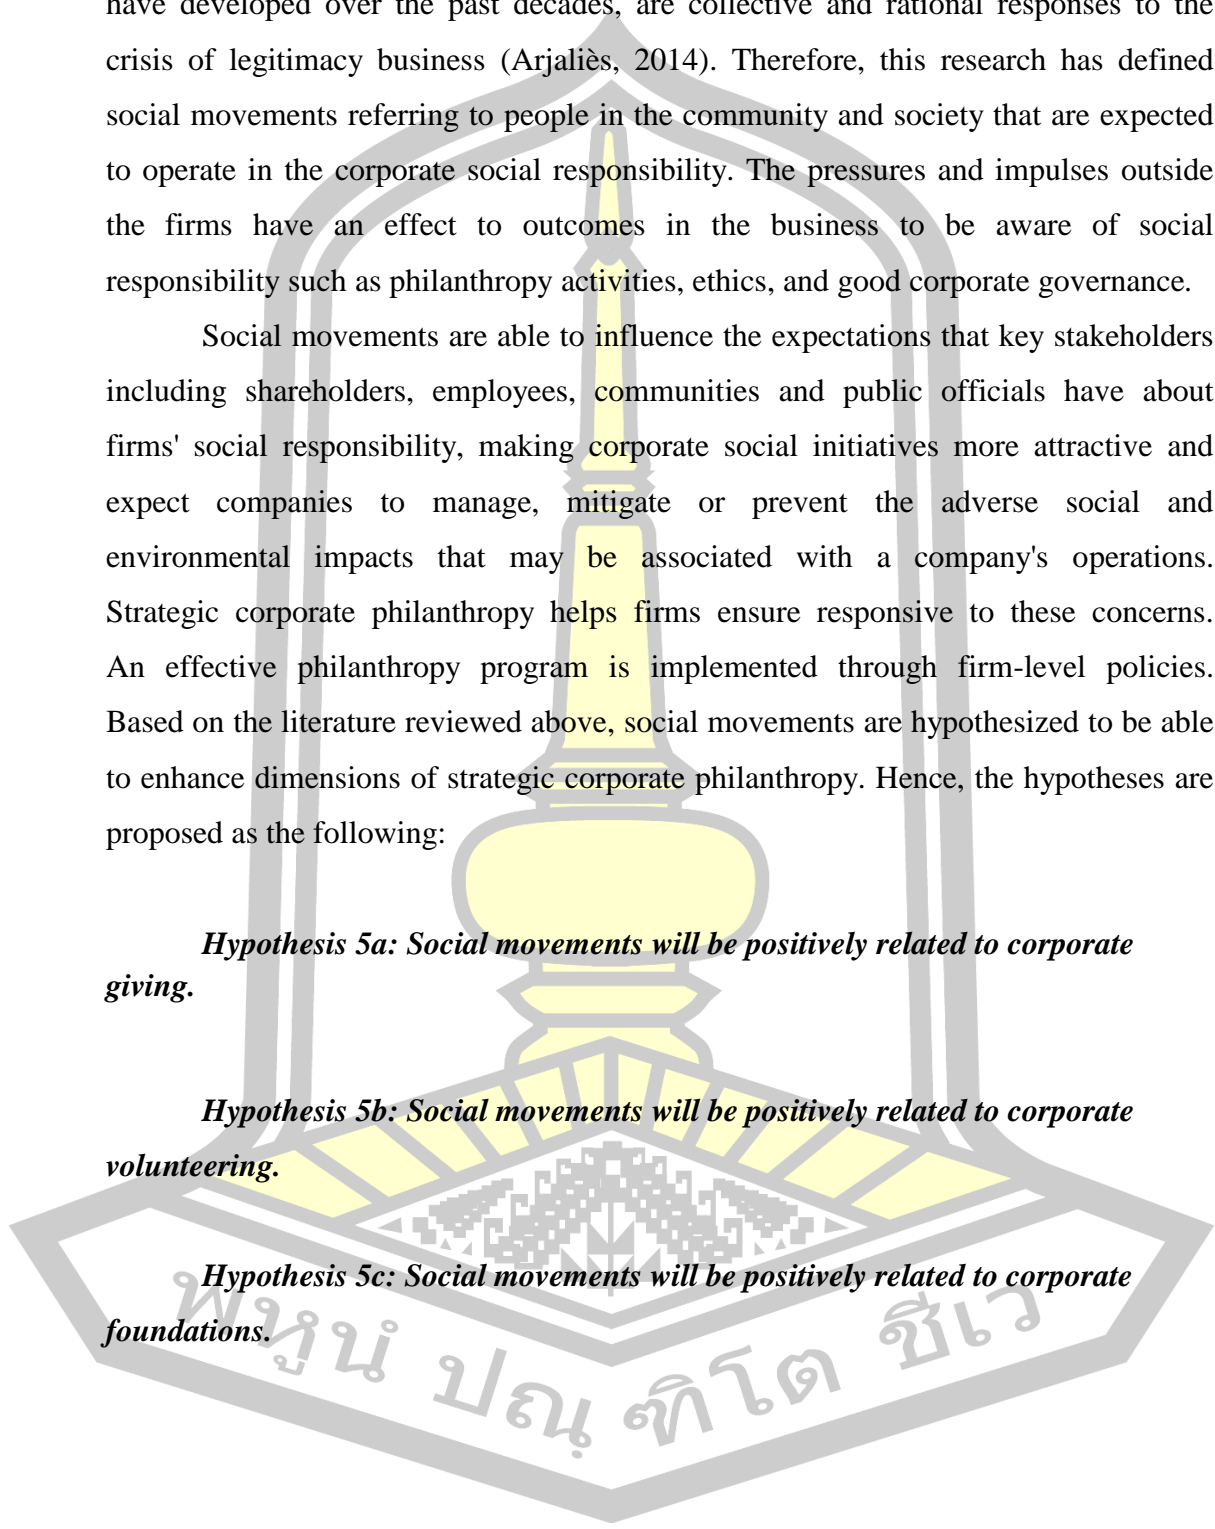 have developed over the past decades, are collective and rational responses to the
crisis of legitimacy business (Arjaliès, 2014). Therefore, this research has defined
social movements referring to people in the community and society that are expected
to operate in the corporate social responsibility. The pressures and impulses outside
the firms have an effect to outcomes in the business to be aware of social
responsibility such as philanthropy activities, ethics, and good corporate governance.
Social movements are able to influence the expectations that key stakeholders
including shareholders, employees, communities and public officials have about
firms' social responsibility, making corporate social initiatives more attractive and
expect companies to manage, mitigate or prevent the adverse social and
environmental impacts that may be associated with a company's operations.
Strategic corporate philanthropy helps firms ensure responsive to these concerns.
An effective philanthropy program is implemented through firm-level policies.
Based on the literature reviewed above, social movements are hypothesized to be able
to enhance dimensions of strategic corporate philanthropy. Hence, the hypotheses are
proposed as the following:
Hypothesis 5a: Social movements will be positively related to corporate
giving.
Hypothesis 5b: Social movements will be positively related to corporate
volunteering.
Hypothesis 5c: Social movements will be positively related to corporate
foundations.
พหูนํ ปณฺฑิโต ชีเว